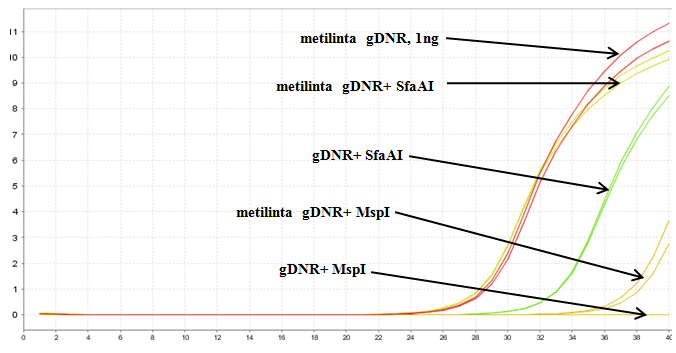 11
10
9
8
7
6
5
4
3
2
1
0
metilinta gDNR, 1ng
metilinta gDNR+ SfaAI
gDNR+ SfaAI
metilinta gDNR+ MspI
gDNR+ MspI
0 2 4 6 8 10 12 14 16 18 20 22 24 26 28 30 32 34 36 38 40